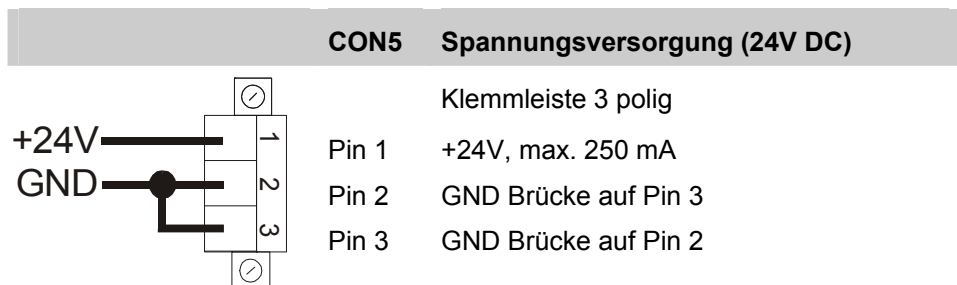 CON5 Spannungsversorgung (24V DC)
Klemmleiste 3 polig
+24V 1 Pin 1 +24V, max. 250 mA
GND 2 Pin 2 GND Brücke auf Pin 3
3 Pin 3 GND Brücke auf Pin 2